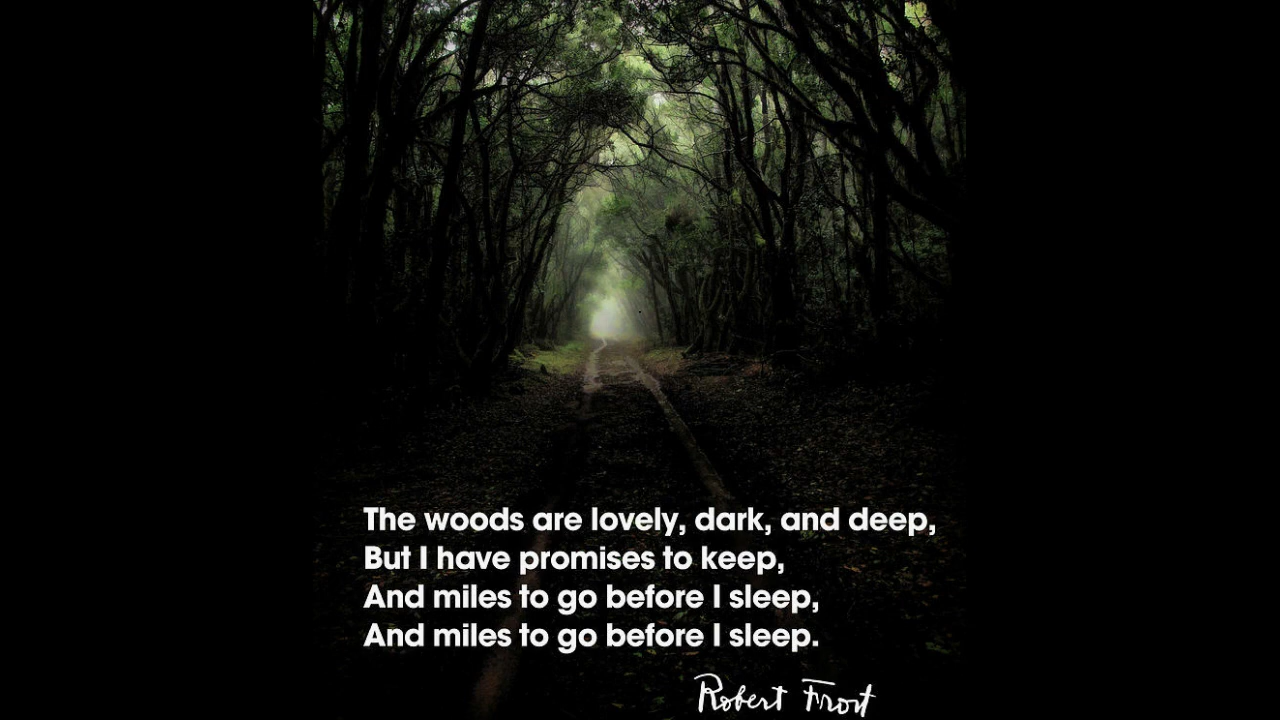 The woods are lovely, dark, and deep,
But I have promises to keep,
And miles to go before I sleep,
And miles to go before I sleep.
Robert Frost